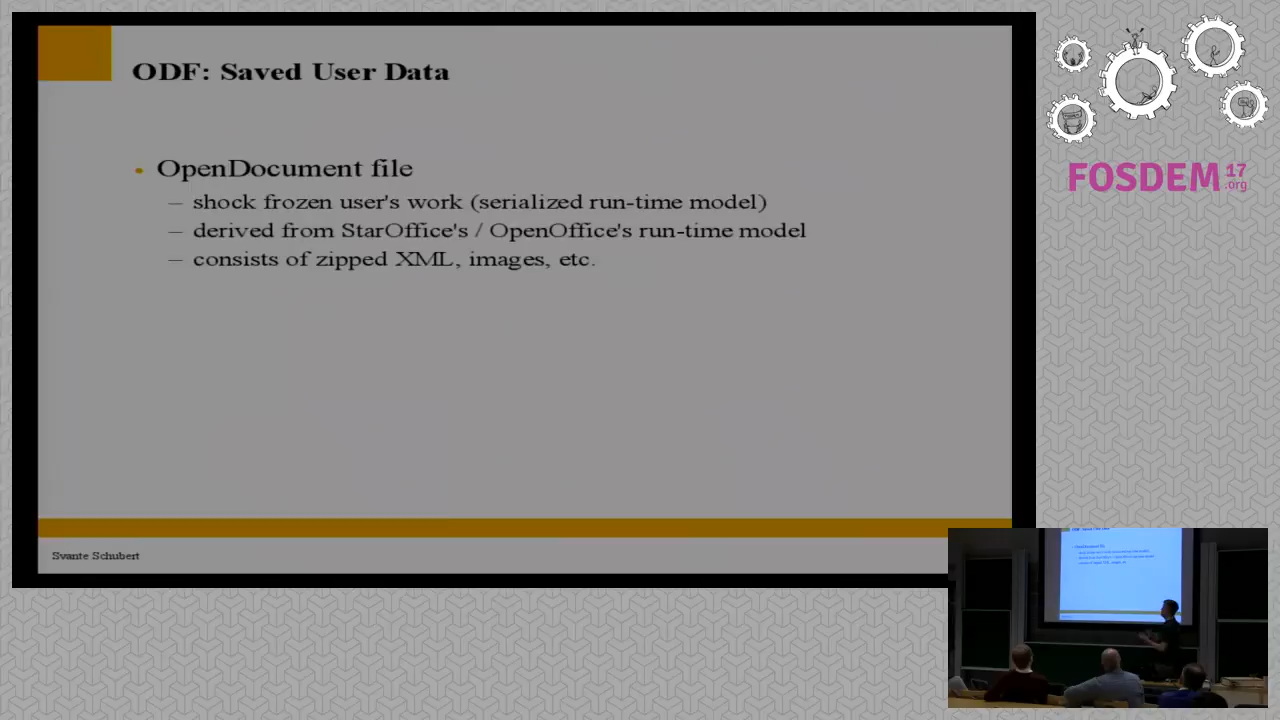 ODF: Saved User Data
• OpenDocument file
– shock frozen user's work (serialized run-time model)
– derived from StarOffice's / OpenOffice's run-time model
– consists of zipped XML, images, etc.
Svante Schubert
FOSDEM 17
.org